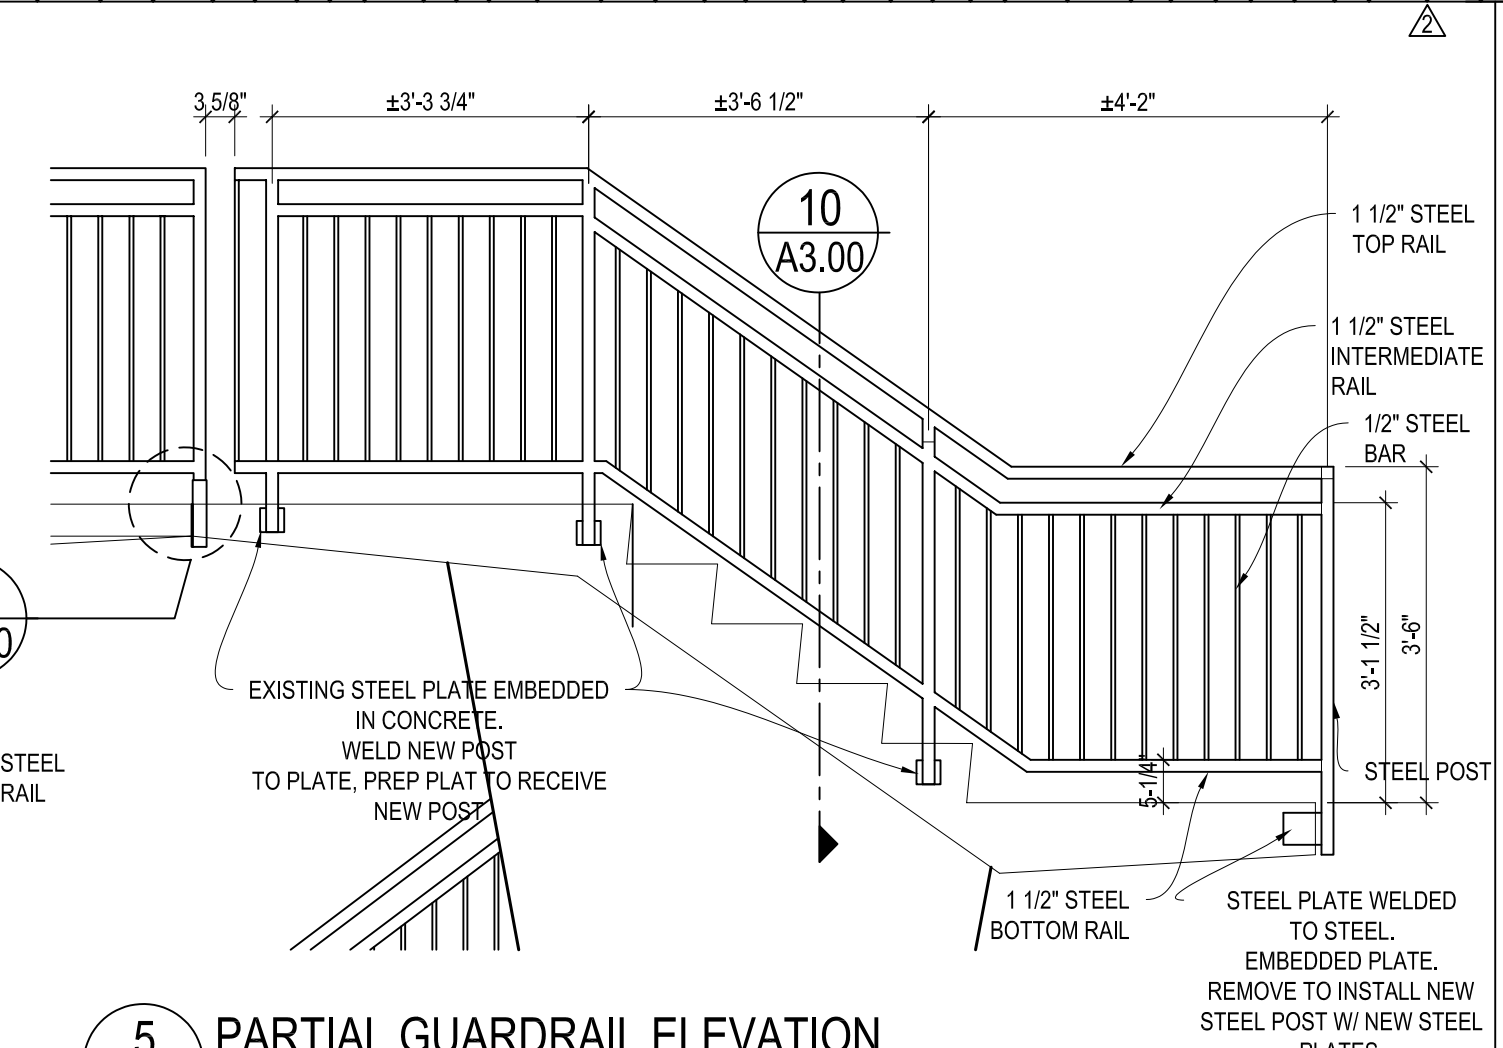 2
3 5/8"
±3'-3 3/4"
±3'-6 1/2"
±4'-2"
10
A3.00
1 1/2" STEEL
TOP RAIL
1 1/2" STEEL
INTERMEDIATE
RAIL
1/2" STEEL
BAR
3'-1 1/2"
3'-6"
5-1/4"
0
EXISTING STEEL PLATE EMBEDDED
IN CONCRETE.
WELD NEW POST
TO PLATE, PREP PLAT TO RECEIVE
NEW POST
STEEL
RAIL
STEEL POST
1 1/2" STEEL
BOTTOM RAIL
STEEL PLATE WELDED
TO STEEL.
EMBEDDED PLATE.
REMOVE TO INSTALL NEW
STEEL POST W/ NEW STEEL
PLATES
5
PARTIAL GUARDRAIL ELEVATION